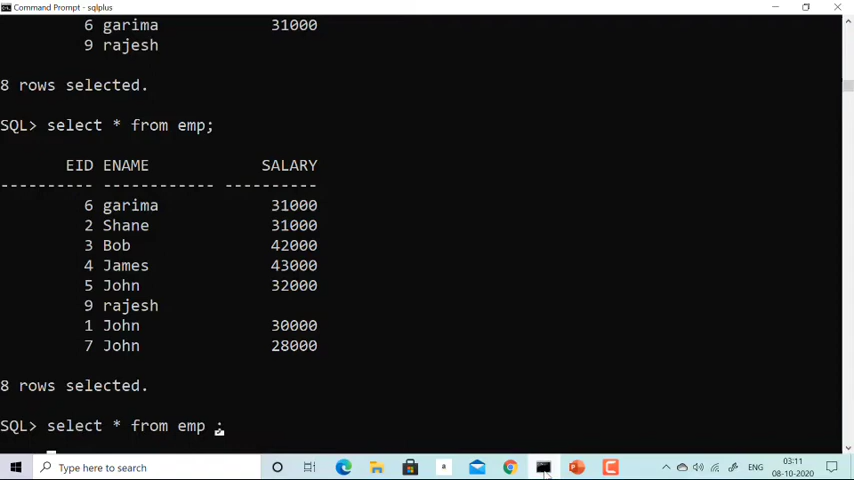 Command Prompt - sqlplus
6 garima 31000
9 rajesh
8 rows selected.
SQL> select * from emp;
EID ENAME SALARY
---------- ------------ ----------
6 garima 31000
2 Shane 31000
3 Bob 42000
4 James 43000
5 John 32000
9 rajesh
1 John 30000
7 John 28000
8 rows selected.
SQL> select * from emp ;
Type here to search
a
ENG
03:11
08-10-2020